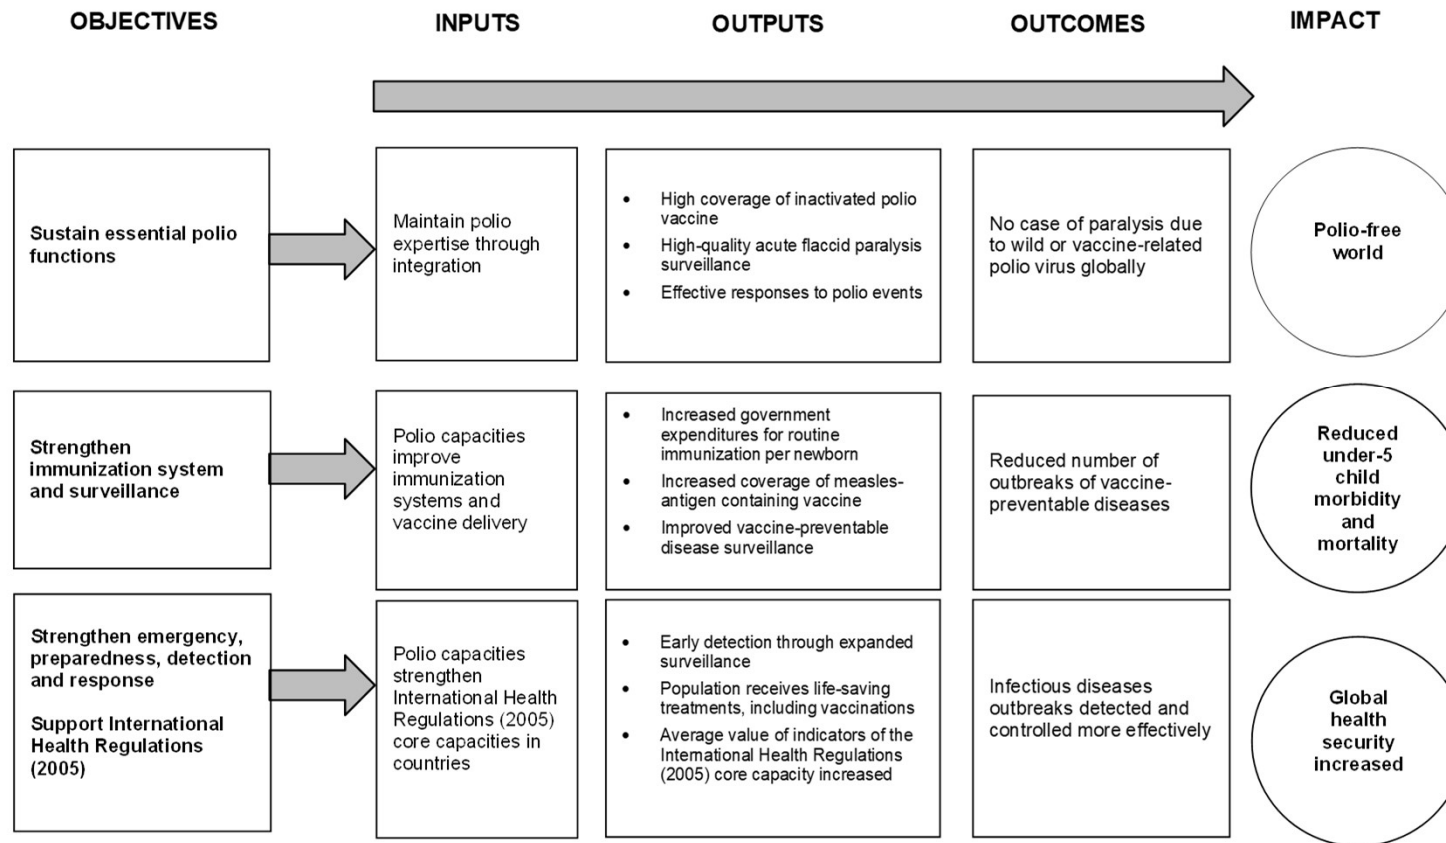 OBJECTIVES INPUTS OUTPUTS OUTCOMES IMPACT
Sustain essential polio
functions
Maintain polio
expertise through
integration
• High coverage of inactivated polio
vaccine
• High-quality acute flaccid paralysis
surveillance
• Effective responses to polio events
No case of paralysis due
to wild or vaccine-related
polio virus globally
Polio-free
world
Strengthen
immunization system
and surveillance
Polio capacities
improve
immunization
systems and
vaccine delivery
• Increased government
expenditures for routine
immunization per newborn
• Increased coverage of measles-
antigen containing vaccine
• Improved vaccine-preventable
disease surveillance
Reduced number of
outbreaks of vaccine-
preventable diseases
Reduced
under-5
child
morbidity
and
mortality
Strengthen emergency,
preparedness, detection
and response
Support International
Health Regulations
(2005)
Polio capacities
strengthen
International Health
Regulations (2005)
core capacities in
countries
• Early detection through expanded
surveillance
• Population receives life-saving
treatments, including vaccinations
• Average value of indicators of the
International Health Regulations
(2005) core capacity increased
Infectious diseases
outbreaks detected and
controlled more effectively
Global
health
security
increased